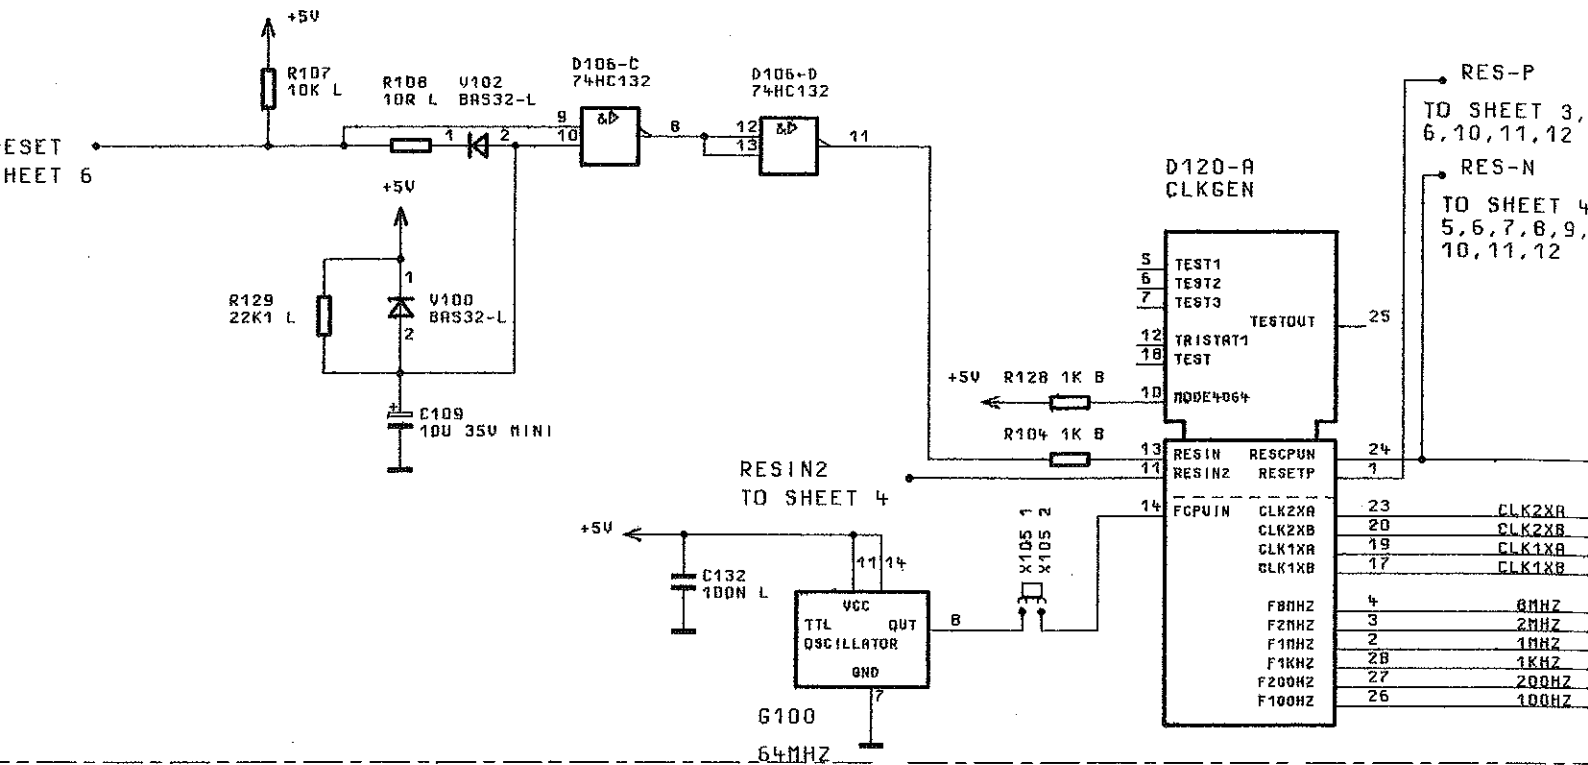 +5V
R107
10K L
R108
10R L
V102
BAS32-L
D106-C
74HC132
D106-D
74HC132
RES-P
TO SHEET 3,
6,10,11,12
RES-N
TO SHEET 4
5,6,7,8,9,
10,11,12
ESET
HEET 6
1
2
9
10
&
8
12
13
&
11
+5V
1
V100
BAS32-L
2
R129
22K1 L
+
C109
10U 35V MINI
D120-A
CLKGEN
5
TEST1
6
TEST2
7
TEST3
12
TRISTAT1
18
TEST
10
MODE4064
TESTOUT
25
+5V
R128 1K B
R104 1K B
13
RESIN
11
RESIN2
RESCPUN
24
RESETP
1
RESIN2
TO SHEET 4
14
FCPUIN
CLK2XA
23
CLK2XA
CLK2XB
20
CLK2XB
CLK1XA
19
CLK1XA
CLK1XB
17
CLK1XB
F8MHZ
4
8MHZ
F2MHZ
3
2MHZ
F1MHZ
2
1MHZ
F1KHZ
28
1KHZ
F200HZ
27
200HZ
F100HZ
26
100HZ
+5V
C132
100N L
11
14
VCC
TTL
OUT
OSCILLATOR
GND
8
7
X105 1
X105 2
G100
64MHZ